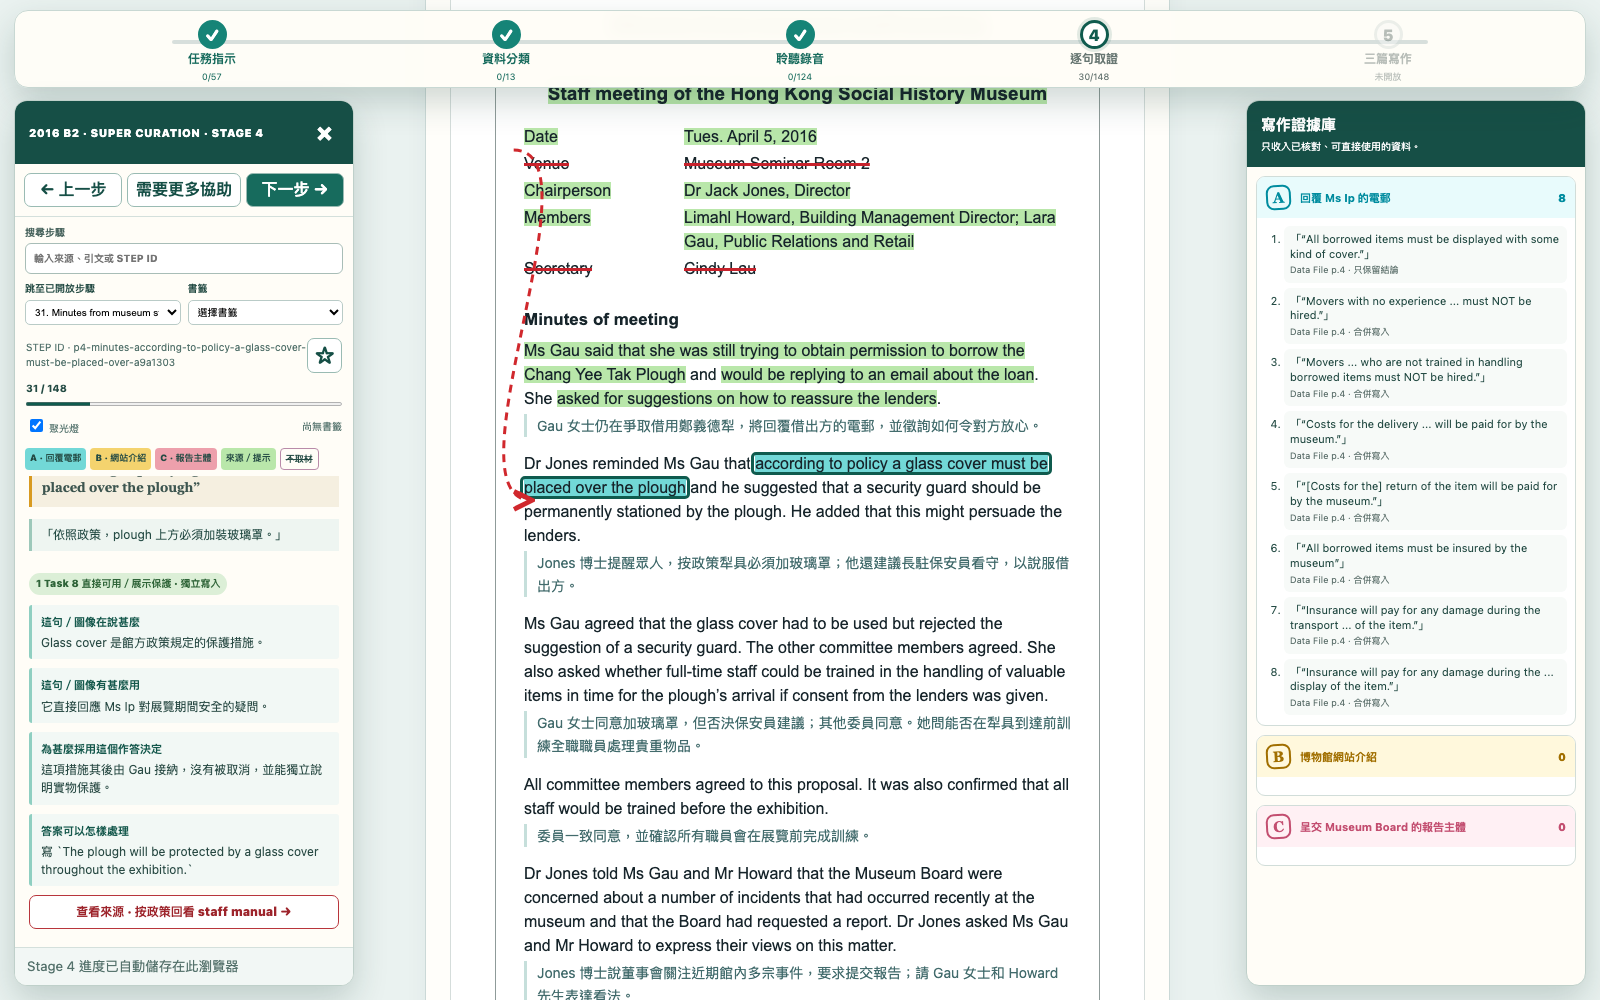 任務指示
0/57
資料分類
0/13
聆聽錄音
0/124
4
逐句取證
30/148
5
三篇寫作
未開放
2016 B2 · SUPER CURATION · STAGE 4
← 上一步
需要更多協助
下一步 →
搜尋步驟
輸入來源、引文或 STEP ID
跳至已開放步驟
書籤
31. Minutes from museum s
選擇書籤
STEP ID · p4-minutes-according-to-policy-a-glass-cover-
must-be-placed-over-a9a1303
31 / 148
聚光燈
尚無書籤
A · 回覆電郵
B · 網站介紹
C · 報告主體
來源 / 提示
不取材
placed over the plough”
「依照政策，plough 上方必須加裝玻璃罩。」
1 Task 8 直接可用 / 展示保護 · 獨立寫入
這句 / 圖像在說甚麼
Glass cover 是館方政策規定的保護措施。
這句 / 圖像有甚麼用
它直接回應 Ms Ip 對展覽期間安全的疑問。
為甚麼採用這個作答決定
這項措施其後由 Gau 接納，沒有被取消，並能獨立說
明實物保護。
答案可以怎樣處理
寫 `The plough will be protected by a glass cover
throughout the exhibition.`
查看來源 · 按政策回看 staff manual →
Stage 4 進度已自動儲存在此瀏覽器
Staff meeting of the Hong Kong Social History Museum
Date Tues. April 5, 2016
Venue Museum Seminar Room 2
Chairperson Dr Jack Jones, Director
Members Limahl Howard, Building Management Director; Lara
Gau, Public Relations and Retail
Secretary Cindy Lau
Minutes of meeting
Ms Gau said that she was still trying to obtain permission to borrow the
Chang Yee Tak Plough and would be replying to an email about the loan.
She asked for suggestions on how to reassure the lenders.
Gau 女士仍在爭取借用鄭義德犁，將回覆借出方的電郵，並徵詢如何令對方放心。
Dr Jones reminded Ms Gau that according to policy a glass cover must be
placed over the plough and he suggested that a security guard should be
permanently stationed by the plough. He added that this might persuade the
lenders.
Jones 博士提醒眾人，按政策犁具必須加玻璃罩；他還建議長駐保安員看守，以說服借
出方。
Ms Gau agreed that the glass cover had to be used but rejected the
suggestion of a security guard. The other committee members agreed. She
also asked whether full-time staff could be trained in the handling of valuable
items in time for the plough’s arrival if consent from the lenders was given.
Gau 女士同意加玻璃罩，但否決保安員建議；其他委員同意。她問能否在犁具到達前訓
練全職職員處理貴重物品。
All committee members agreed to this proposal. It was also confirmed that all
staff would be trained before the exhibition.
委員一致同意，並確認所有職員會在展覽前完成訓練。
Dr Jones told Ms Gau and Mr Howard that the Museum Board were
concerned about a number of incidents that had occurred recently at the
museum and that the Board had requested a report. Dr Jones asked Ms Gau
and Mr Howard to express their views on this matter.
Jones 博士說董事會關注近期館內多宗事件，要求提交報告；請 Gau 女士和 Howard
先生表達看法。
寫作證據庫
只收入已核對、可直接使用的資料。
A 回覆 Ms Ip 的電郵 8
1. 「“All borrowed items must be displayed with some
kind of cover.”」
Data File p.4 · 只保留結論
2. 「“Movers with no experience ... must NOT be
hired.”」
Data File p.4 · 合併寫入
3. 「“Movers ... who are not trained in handling
borrowed items must NOT be hired.”」
Data File p.4 · 合併寫入
4. 「“Costs for the delivery ... will be paid for by the
museum.”」
Data File p.4 · 合併寫入
5. 「“[Costs for the] return of the item will be paid for
by the museum.”」
Data File p.4 · 合併寫入
6. 「“All borrowed items must be insured by the
museum”」
Data File p.4 · 合併寫入
7. 「“Insurance will pay for any damage during the
transport ... of the item.”」
Data File p.4 · 合併寫入
8. 「“Insurance will pay for any damage during the ...
display of the item.”」
Data File p.4 · 合併寫入
B 博物館網站介紹 0
C 呈交 Museum Board 的報告主體 0